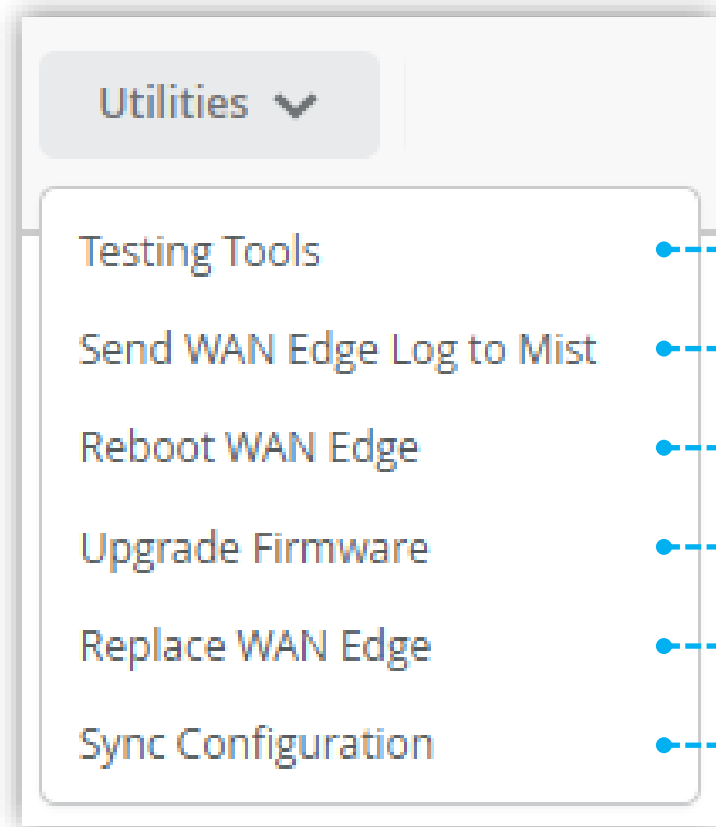 Utilities
Testing Tools
Send WAN Edge Log to Mist
Reboot WAN Edge
Upgrade Firmware
Replace WAN Edge
Sync Configuration